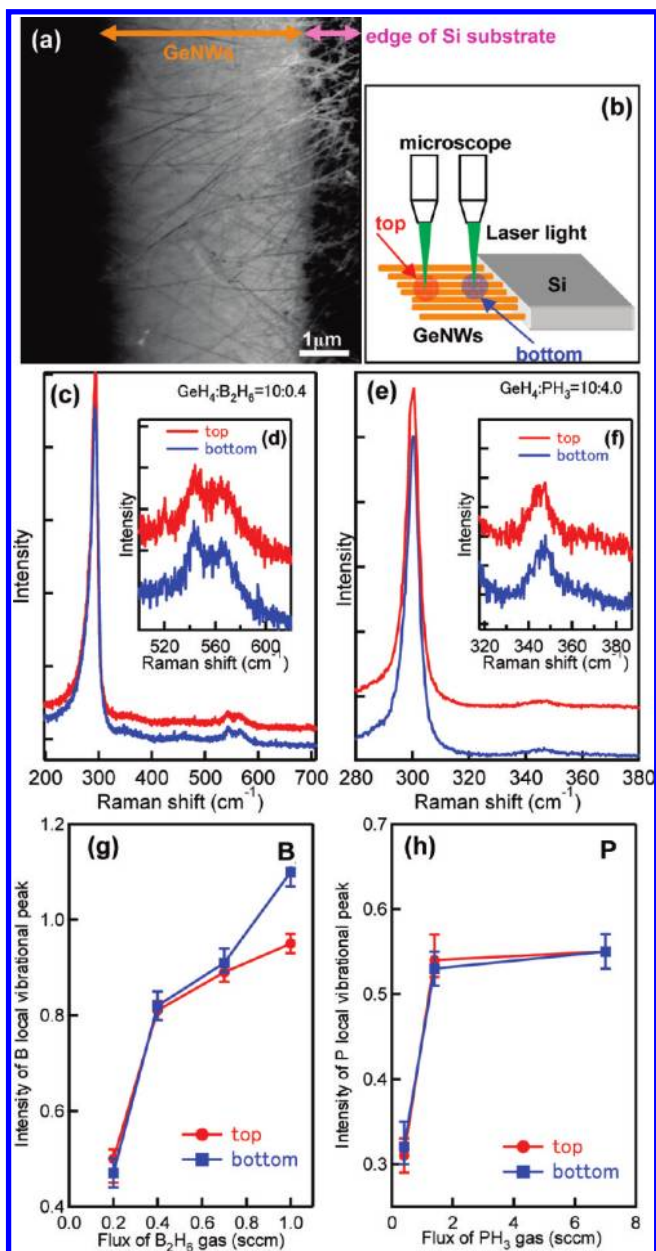 (a)
GeNWs
edge of Si substrate
1μm
(b)
microscope
top
Laser light
Si
GeNWs
bottom
(c)
GeH₄:B₂H₆=10:0.4
(d)
top
bottom
Intensity
520 560 600
Raman shift (cm⁻¹)
Intensity
200 300 400 500 600 700
Raman shift (cm⁻¹)
(e)
GeH₄:PH₃=10:4.0
(f)
top
bottom
Intensity
320 340 360 380
Raman shift (cm⁻¹)
Intensity
280 300 320 340 360 380
Raman shift (cm⁻¹)
(g)
B
Intensity of B local vibrational peak
1.2
1.0
0.8
0.6
0.4
top
bottom
0.0 0.2 0.4 0.6 0.8 1.0
Flux of B₂H₆ gas (sccm)
(h)
P
Intensity of P local vibrational peak
0.7
0.6
0.5
0.4
0.3
top
bottom
0 2 4 6 8
Flux of PH₃ gas (sccm)